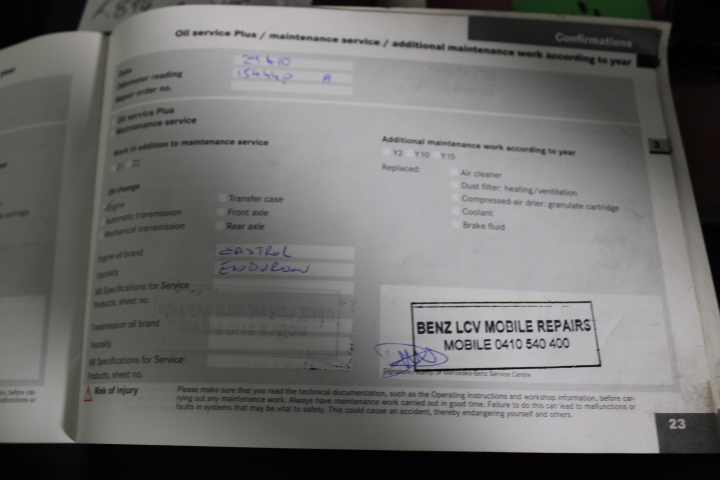 Confirmations
Oil service Plus / maintenance service / additional maintenance work according to year
Date 29 4 10
Odometer reading 154440 A
Repair order no.
Oil service Plus
Maintenance service
Work in addition to maintenance service
21 22
Oil change
Engine
Automatic transmission
Mechanical transmission
Transfer case
Front axle
Rear axle
Engine oil brand CASTROL
Viscosity ENDURON
MB Specifications for Service
Products, sheet no.
Transmission oil brand
Viscosity
MB Specifications for Service
Products, sheet no.
Additional maintenance work according to year
Y2 Y10 Y15
Replaced:
Air cleaner
Dust filter: heating/ventilation
Compressed-air drier: granulate cartridge
Coolant
Brake fluid
3
BENZ LCV MOBILE REPAIRS
MOBILE 0410 540 400
Mercedes-Benz Service Centre
Risk of injury
Please make sure that you read the technical documentation, such as the Operating Instructions and workshop information, before car-
rying out any maintenance work. Always have maintenance work carried out in good time. Failure to do this can lead to malfunctions or
faults in systems that may be vital to safety. This could cause an accident, thereby endangering yourself and others.
23